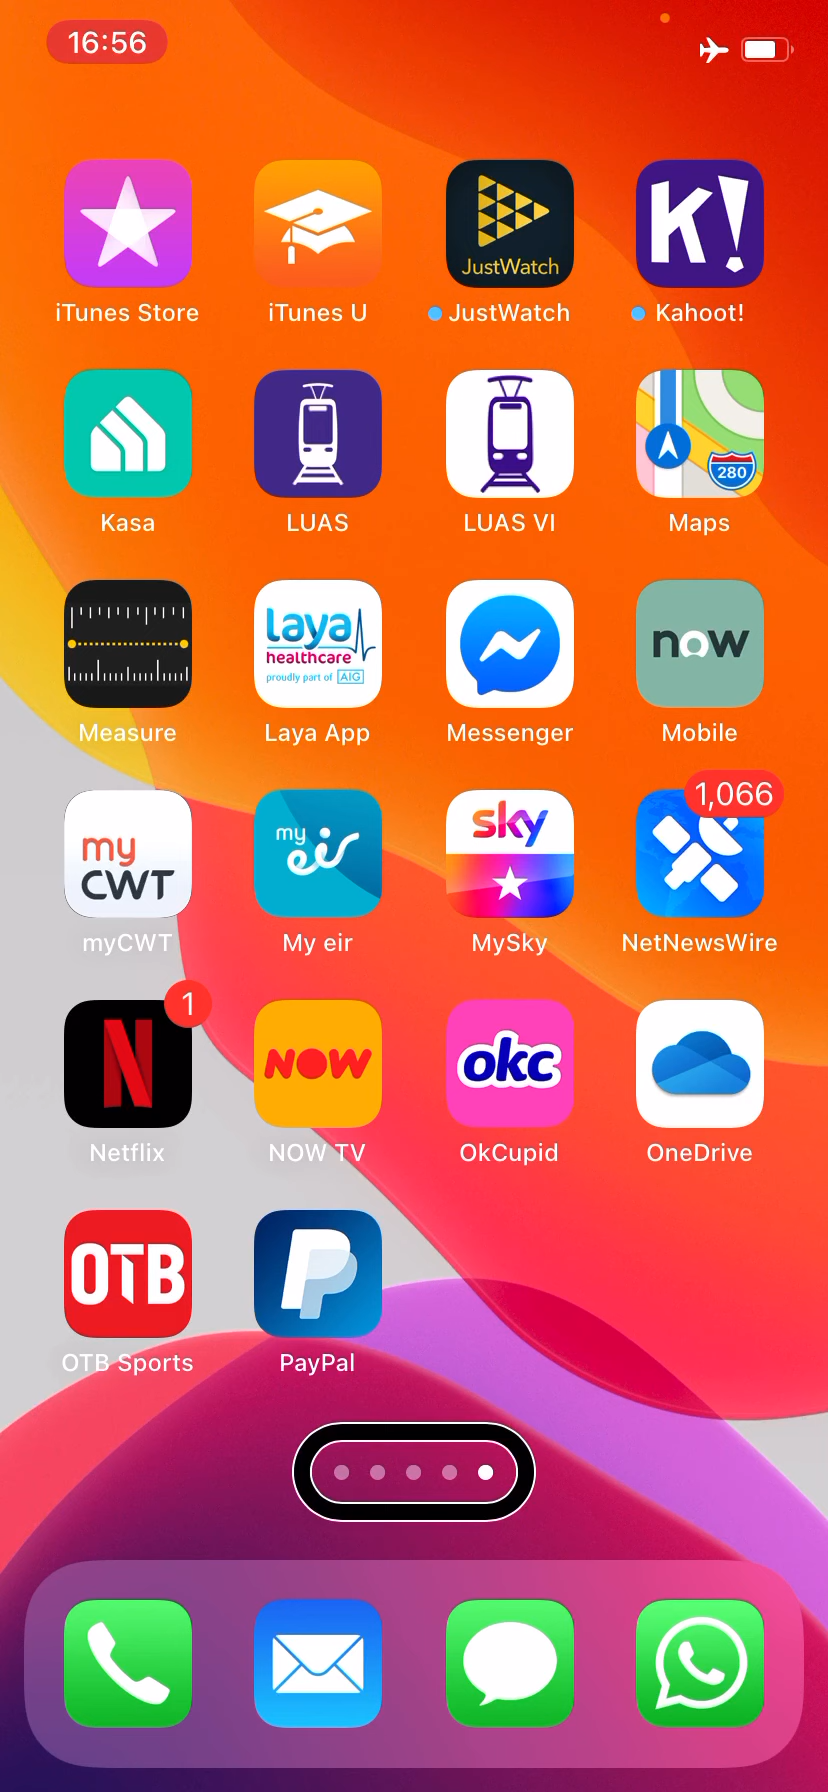 16:56
JustWatch
K!
iTunes Store
iTunes U
JustWatch
Kahoot!
280
Kasa
LUAS
LUAS VI
Maps
laya
healthcare
proudly part of AIG
now
Measure
Laya App
Messenger
Mobile
1,066
my
CWT
my
eir
sky
myCWT
My eir
MySky
NetNewsWire
1
N
NOW
okc
Netflix
NOW TV
OkCupid
OneDrive
OTB
P
OTB Sports
PayPal